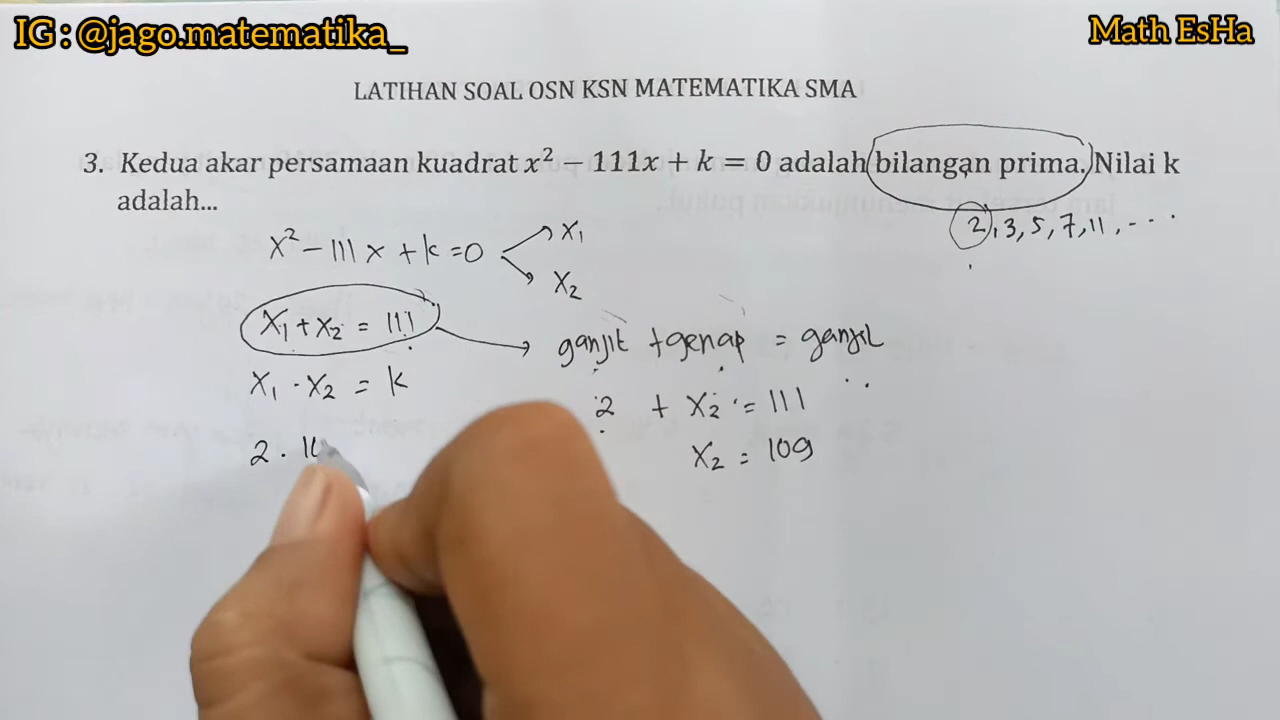 IG : @jago.matematika_
Math EsHa
LATIHAN SOAL OSN KSN MATEMATIKA SMA
3. Kedua akar persamaan kuadrat x² − 111x + k = 0 adalah bilangan prima. Nilai k
adalah...
2, 3, 5, 7, 11, - - -
x² − 111 x + k = 0
x₁
x₂
x₁ + x₂ = 111
ganjil + genap = ganjil
x₁ · x₂ = k
2 + x₂ = 111
2 · 10
x₂ = 109